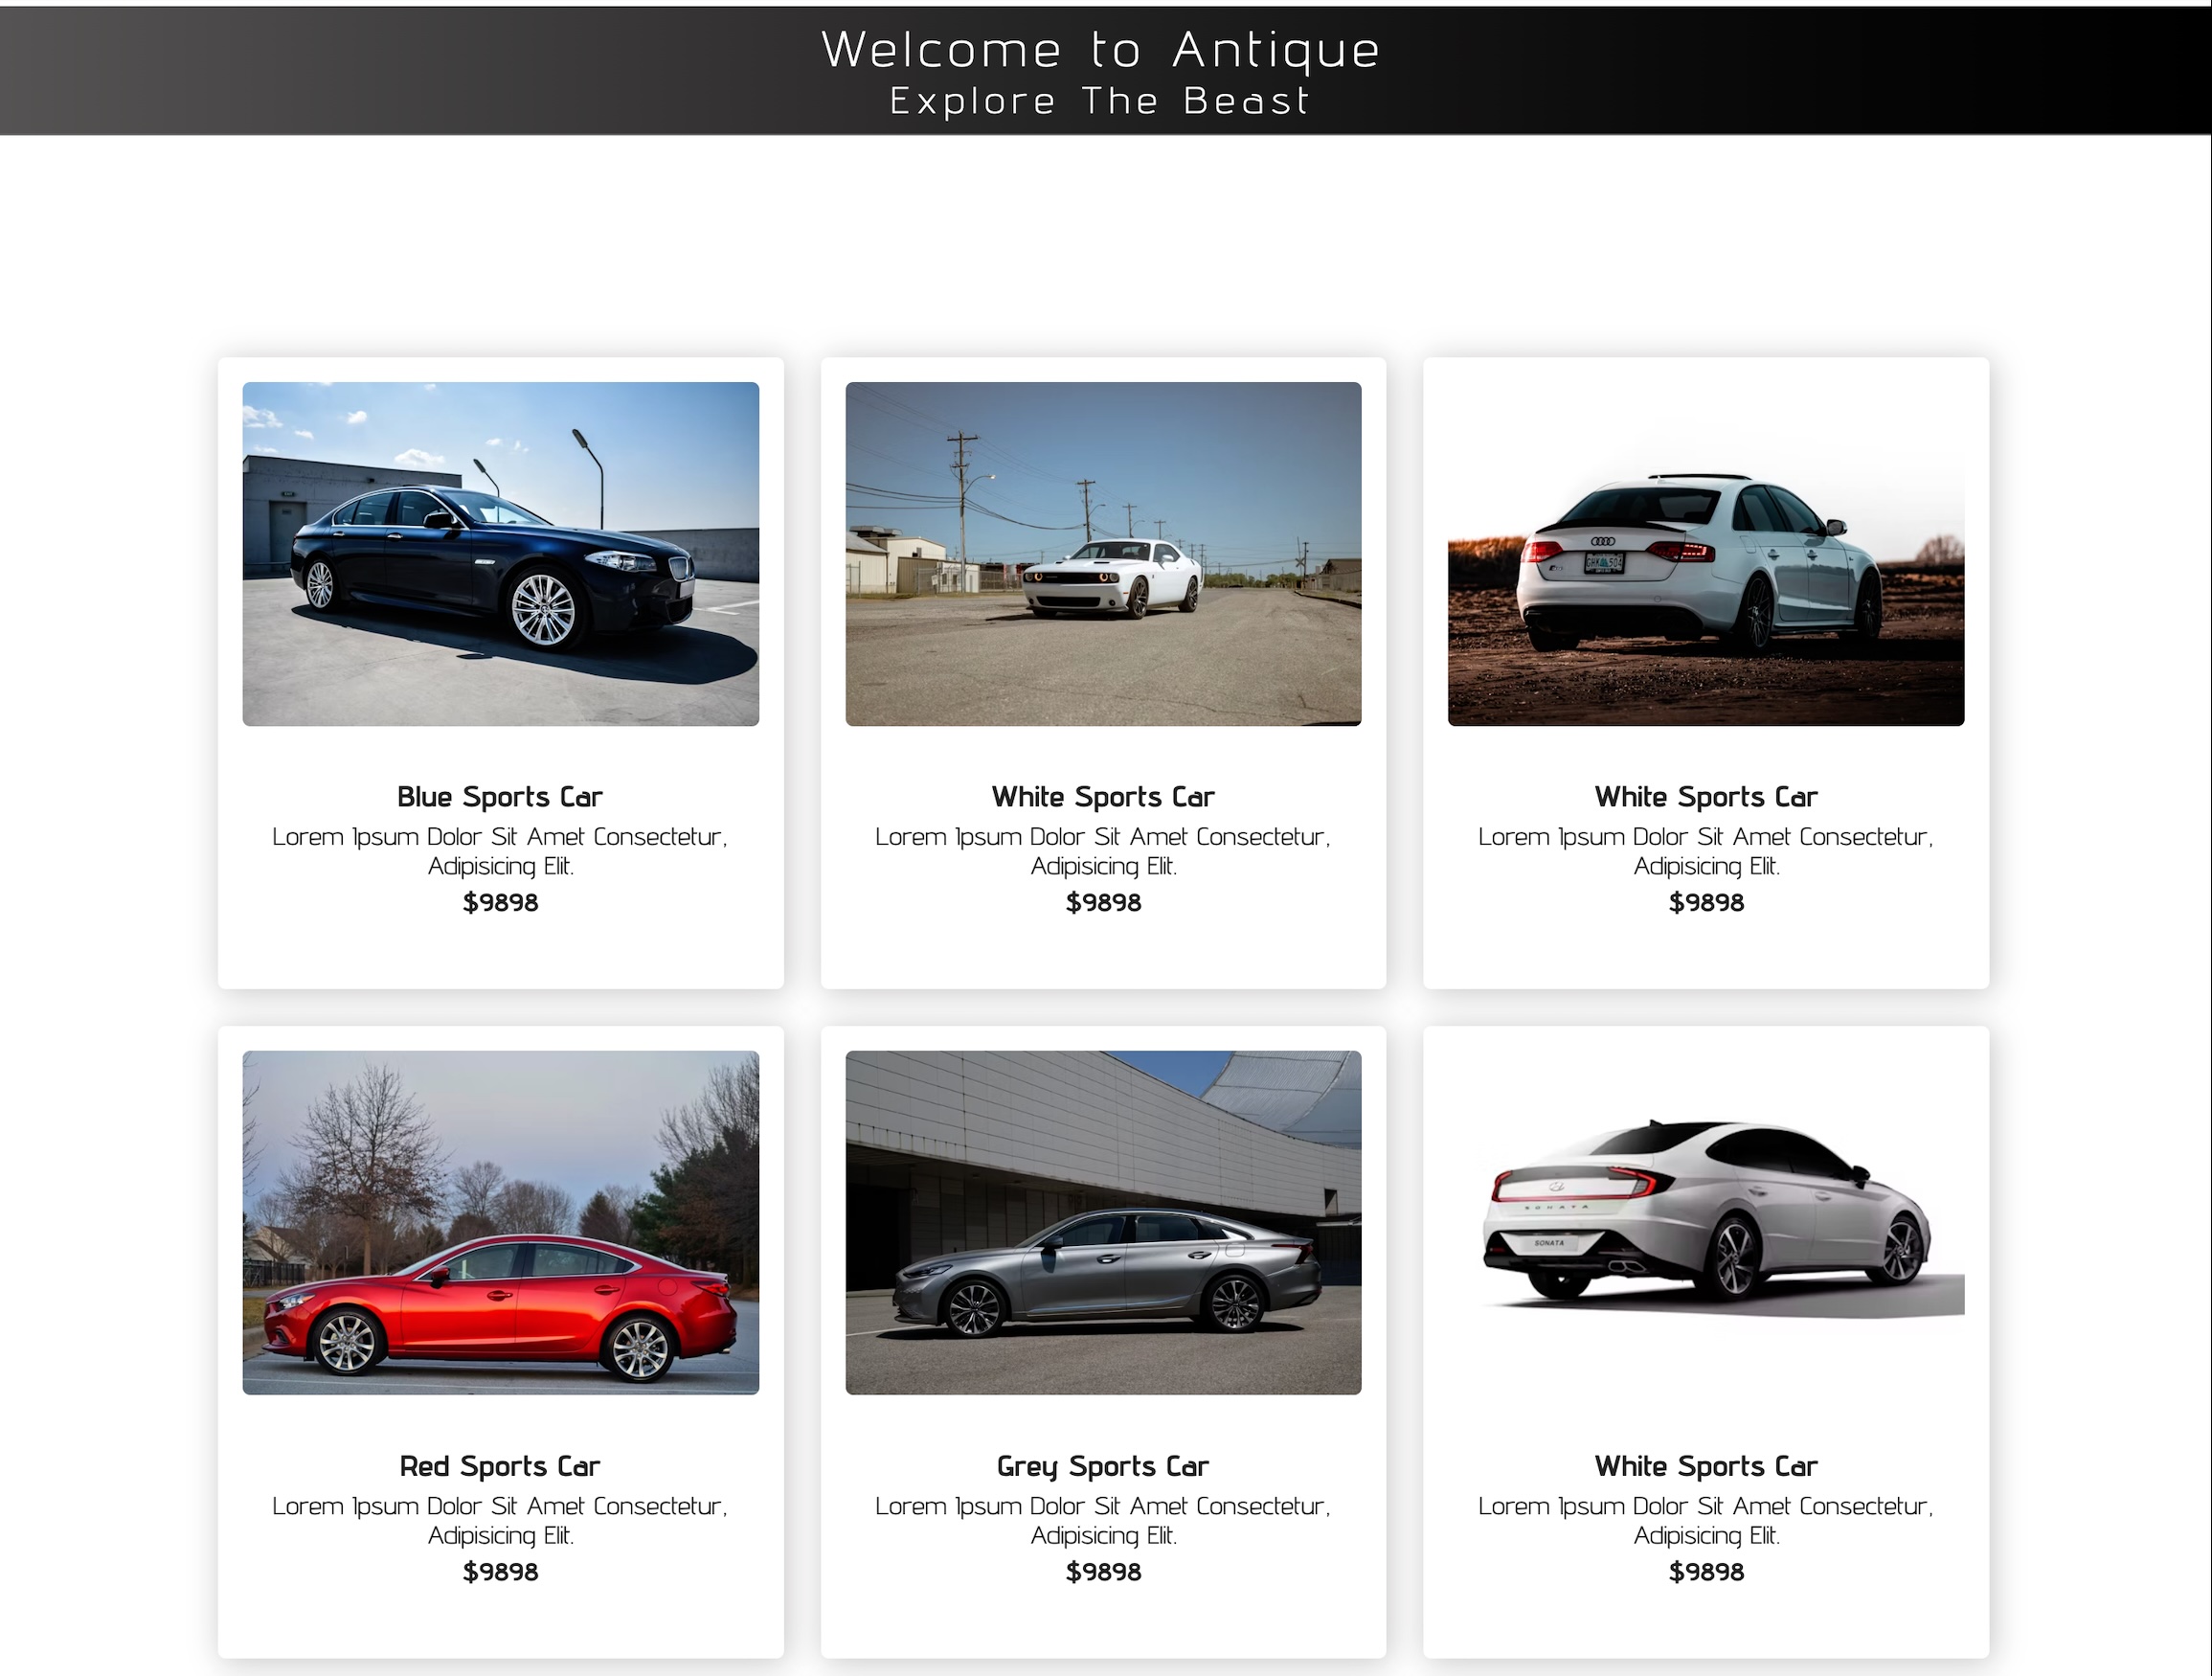 Welcome to Antique
Explore The Beast
Blue Sports Car
Lorem Ipsum Dolor Sit Amet Consectetur,
Adipisicing Elit.
$9898
White Sports Car
Lorem Ipsum Dolor Sit Amet Consectetur,
Adipisicing Elit.
$9898
White Sports Car
Lorem Ipsum Dolor Sit Amet Consectetur,
Adipisicing Elit.
$9898
SONATA
SONATA
Red Sports Car
Lorem Ipsum Dolor Sit Amet Consectetur,
Adipisicing Elit.
$9898
Grey Sports Car
Lorem Ipsum Dolor Sit Amet Consectetur,
Adipisicing Elit.
$9898
White Sports Car
Lorem Ipsum Dolor Sit Amet Consectetur,
Adipisicing Elit.
$9898